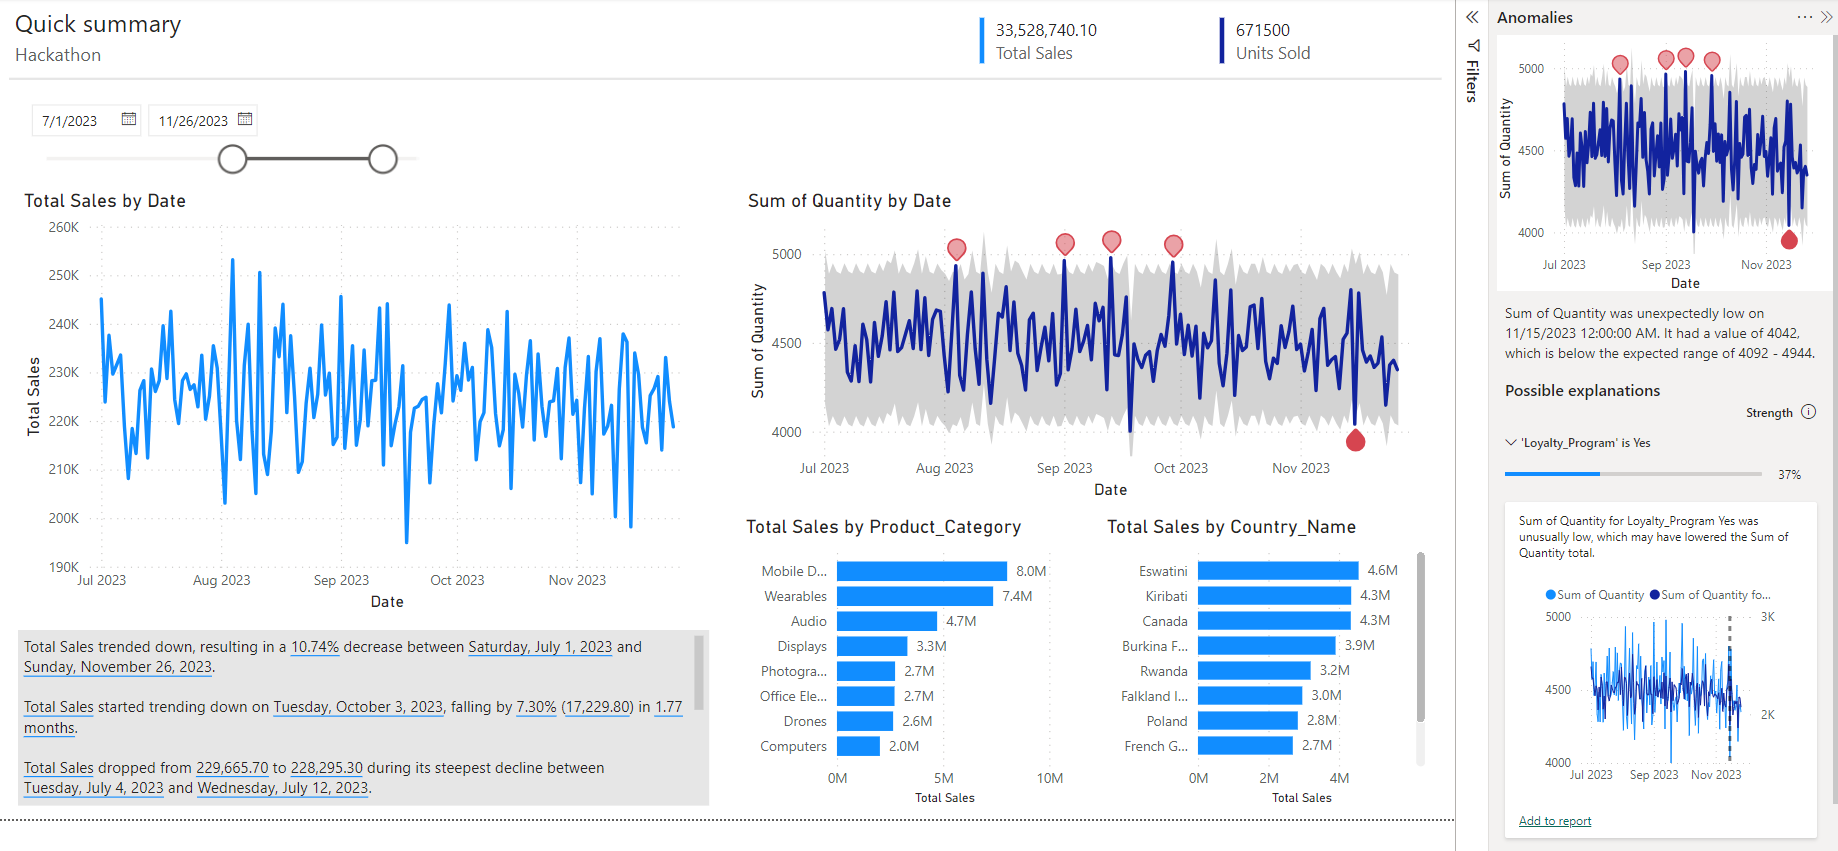 Quick summary
Hackathon
33,528,740.10
Total Sales
671500
Units Sold
7/1/2023
11/26/2023
Total Sales by Date
260K
250K
240K
230K
220K
210K
200K
190K
Total Sales
Jul 2023
Aug 2023
Sep 2023
Oct 2023
Nov 2023
Date
Total Sales trended down, resulting in a 10.74% decrease between Saturday, July 1, 2023 and
Sunday, November 26, 2023.
Total Sales started trending down on Tuesday, October 3, 2023, falling by 7.30% (17,229.80) in 1.77
months.
Total Sales dropped from 229,665.70 to 228,295.30 during its steepest decline between
Tuesday, July 4, 2023 and Wednesday, July 12, 2023.
Sum of Quantity by Date
5000
4500
4000
Sum of Quantity
Jul 2023
Aug 2023
Sep 2023
Oct 2023
Nov 2023
Date
Total Sales by Product_Category
Mobile D... 8.0M
Wearables 7.4M
Audio 4.7M
Displays 3.3M
Photogra... 2.7M
Office Ele... 2.7M
Drones 2.6M
Computers 2.0M
0M 5M 10M
Total Sales
Total Sales by Country_Name
Eswatini 4.6M
Kiribati 4.3M
Canada 4.3M
Burkina F... 3.9M
Rwanda 3.2M
Falkland I... 3.0M
Poland 2.8M
French G... 2.7M
0M 2M 4M
Total Sales
Filters
Anomalies
5000
4500
4000
Sum of Quantity
Jul 2023
Sep 2023
Nov 2023
Date
Sum of Quantity was unexpectedly low on
11/15/2023 12:00:00 AM. It had a value of 4042,
which is below the expected range of 4092 - 4944.
Possible explanations
Strength
'Loyalty_Program' is Yes
37%
Sum of Quantity for Loyalty_Program Yes was
unusually low, which may have lowered the Sum of
Quantity total.
Sum of Quantity
Sum of Quantity fo...
5000
4500
4000
3K
2K
Jul 2023
Sep 2023
Nov 2023
Add to report